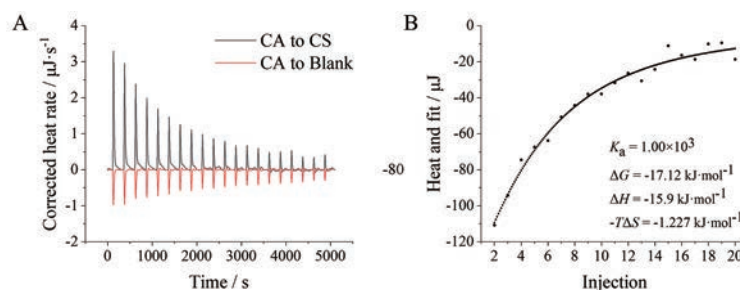 A
CA to CS
CA to Blank
Corrected heat rate / μJ·s⁻¹
4
3
2
1
0
-1
-2
0 1000 2000 3000 4000 5000
Time / s
-80
B
Heat and fit / μJ
0
-20
-40
-60
-80
-100
-120
Kₐ = 1.00×10³
ΔG = -17.12 kJ·mol⁻¹
ΔH = -15.9 kJ·mol⁻¹
-TΔS = -1.227 kJ·mol⁻¹
2 4 6 8 10 12 14 16 18 20
Injection